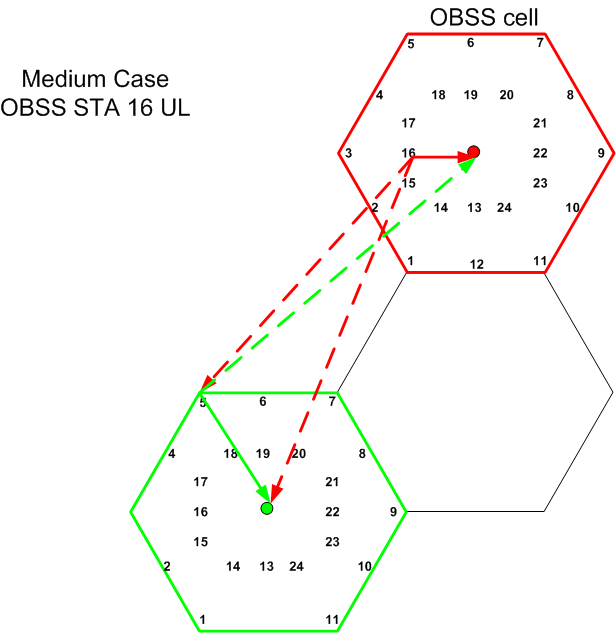 OBSS cell
Medium Case
OBSS STA 16 UL
5 6 7
4 18 19 20 8
17 21
3 16 22 9
15 23
2 14 13 24 10
1 12 11
5 6 7
4 18 19 20 8
17 21
16 22 9
15 23
2 14 13 24 10
1 11